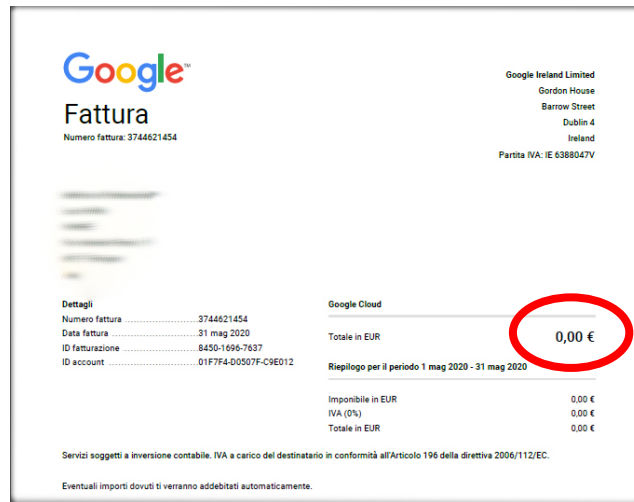 Google™
Fattura
Numero fattura: 3744621454
Google Ireland Limited
Gordon House
Barrow Street
Dublin 4
Ireland
Partita IVA: IE 6388047V
Dettagli
Numero fattura ........................ 3744621454
Data fattura ........................ 31 mag 2020
ID fatturazione ........................ 8450-1696-7637
ID account ........................ 01F7F4-D0507F-C9E012
Google Cloud
Totale in EUR 0,00 €
Riepilogo per il periodo 1 mag 2020 - 31 mag 2020
Imponibile in EUR 0,00 €
IVA (0%) 0,00 €
Totale in EUR 0,00 €
Servizi soggetti a inversione contabile. IVA a carico del destinatario in conformità all'Articolo 196 della direttiva 2006/112/EC.
Eventuali importi dovuti ti verranno addebitati automaticamente.